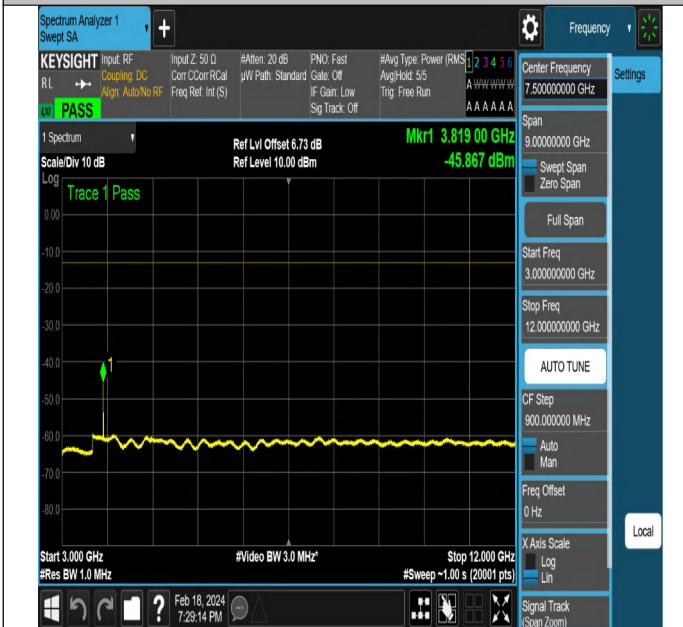 Spectrum Analyzer 1
Swept SA
+
Frequency
KEYSIGHT
RL
LXI
PASS
Input: RF
Coupling: DC
Align: Auto/No RF
Input Z: 50 Ω
Corr CCorr RCal
Freq Ref: Int (S)
#Atten: 20 dB
µW Path: Standard
PNO: Fast
Gate: Off
IF Gain: Low
Sig Track: Off
#Avg Type: Power (RMS
Avg|Hold: 5/5
Trig: Free Run
1 2 3 4 5 6
A W W W W W
A A A A A A
1 Spectrum
Scale/Div 10 dB
Log
Ref Lvl Offset 6.73 dB
Ref Level 10.00 dBm
Mkr1 3.819 00 GHz
-45.867 dBm
Trace 1 Pass
0.00
-10.0
-20.0
-30.0
-40.0
-50.0
-60.0
-70.0
-80.0
1
Start 3.000 GHz
#Res BW 1.0 MHz
#Video BW 3.0 MHz*
Stop 12.000 GHz
#Sweep ~1.00 s (20001 pts)
Feb 18, 2024
7:29:14 PM
?
Center Frequency
7.500000000 GHz
Settings
Span
9.00000000 GHz
Swept Span
Zero Span
Full Span
Start Freq
3.000000000 GHz
Stop Freq
12.000000000 GHz
AUTO TUNE
CF Step
900.000000 MHz
Auto
Man
Freq Offset
0 Hz
X Axis Scale
Log
Lin
Local
Signal Track
(Span Zoom)